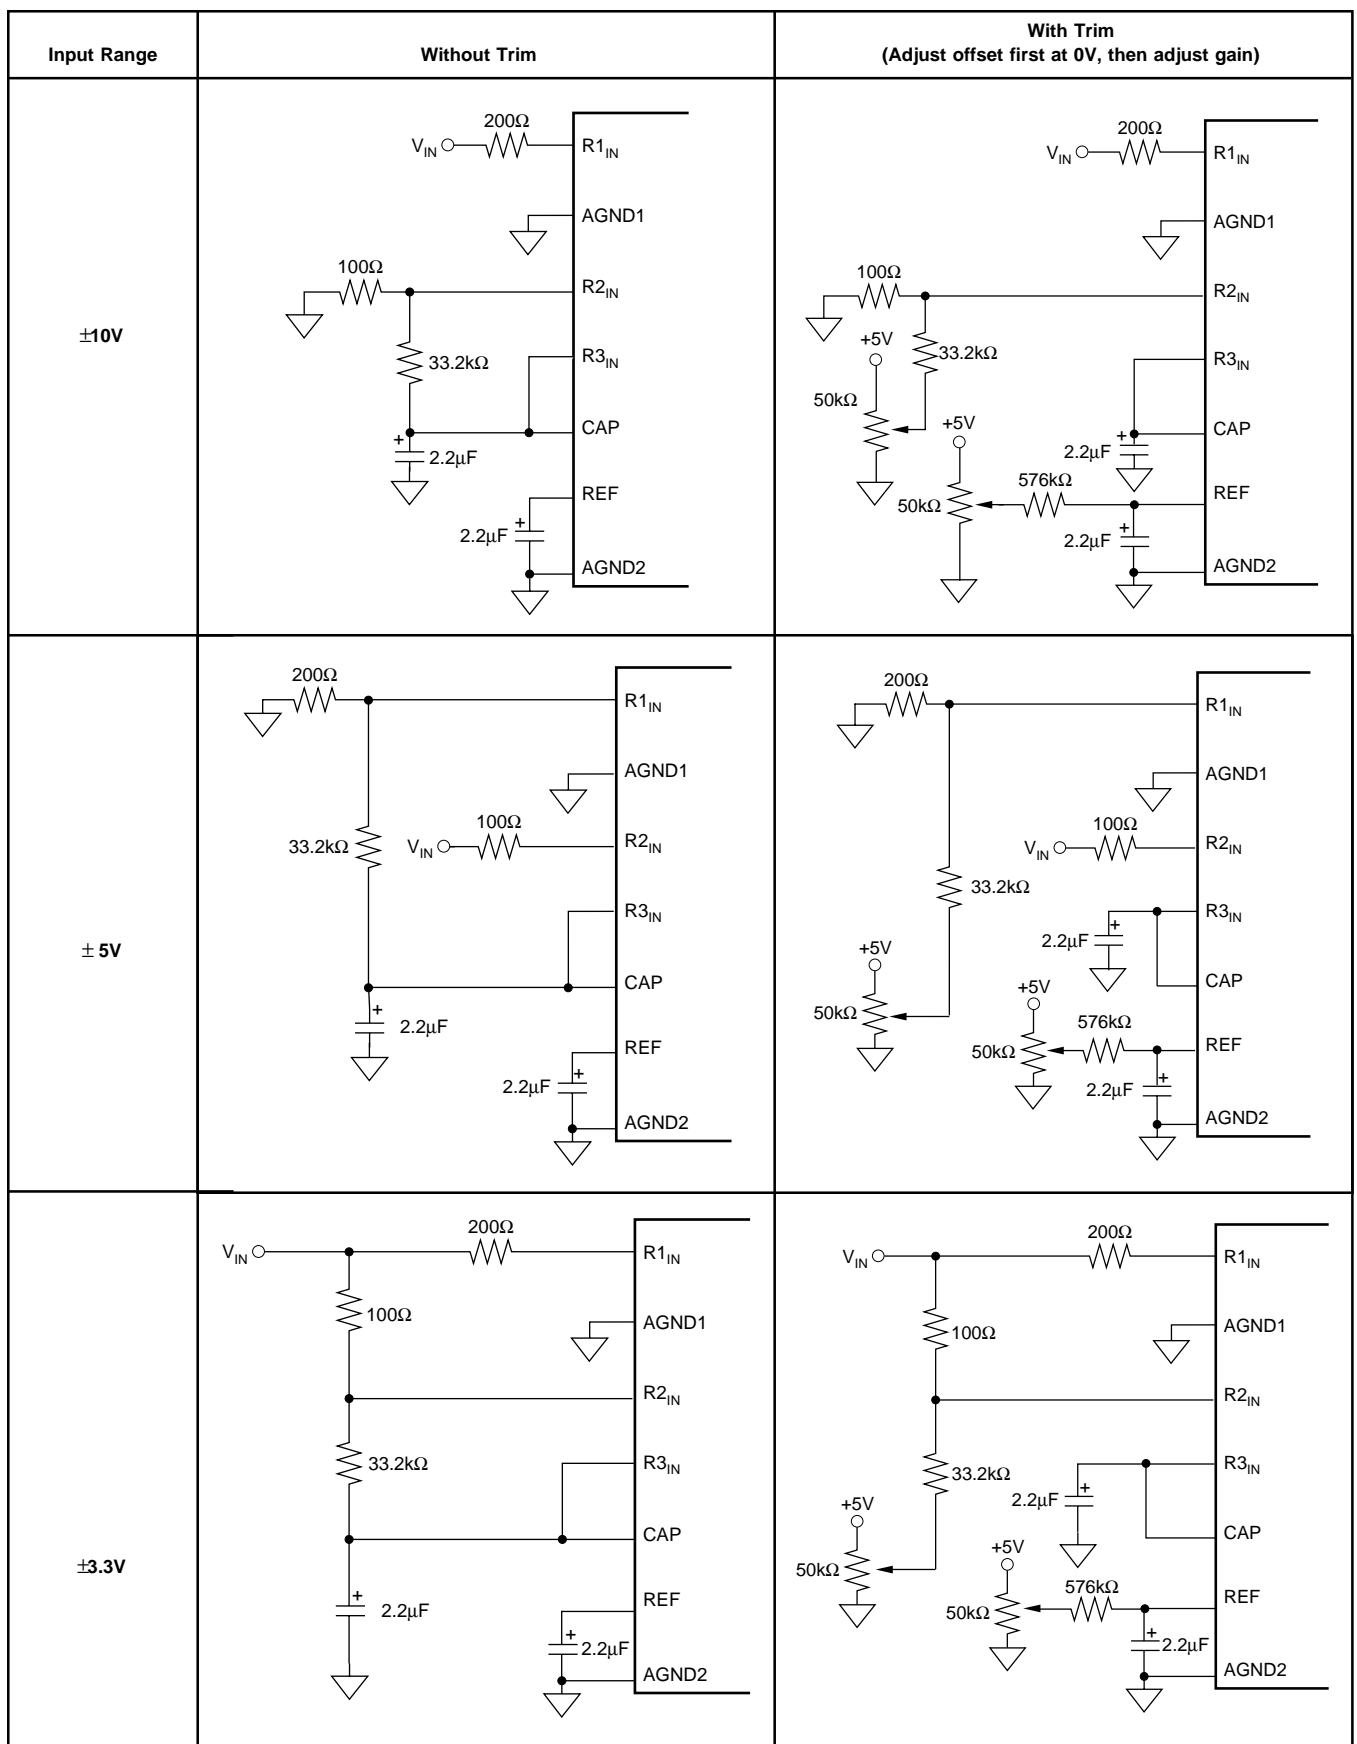 Input Range
Without Trim
With Trim
(Adjust offset first at 0V, then adjust gain)
±10V
200Ω
V_IN
R1_IN
AGND1
100Ω
R2_IN
33.2kΩ
R3_IN
CAP
+
2.2µF
REF
+
2.2µF
AGND2
200Ω
V_IN
R1_IN
AGND1
100Ω
R2_IN
+5V
33.2kΩ
R3_IN
50kΩ
+5V
CAP
+
2.2µF
576kΩ
REF
50kΩ
+
2.2µF
AGND2
± 5V
200Ω
R1_IN
AGND1
100Ω
33.2kΩ
V_IN
R2_IN
R3_IN
CAP
+
2.2µF
REF
+
2.2µF
AGND2
200Ω
R1_IN
AGND1
100Ω
V_IN
R2_IN
33.2kΩ
R3_IN
+
2.2µF
+5V
CAP
+5V
50kΩ
576kΩ
REF
50kΩ
+
2.2µF
AGND2
±3.3V
200Ω
V_IN
R1_IN
100Ω
AGND1
R2_IN
33.2kΩ
R3_IN
CAP
+
2.2µF
REF
+
2.2µF
AGND2
200Ω
V_IN
R1_IN
100Ω
AGND1
R2_IN
33.2kΩ
R3_IN
+
2.2µF
+5V
CAP
+5V
50kΩ
576kΩ
REF
50kΩ
+
2.2µF
AGND2